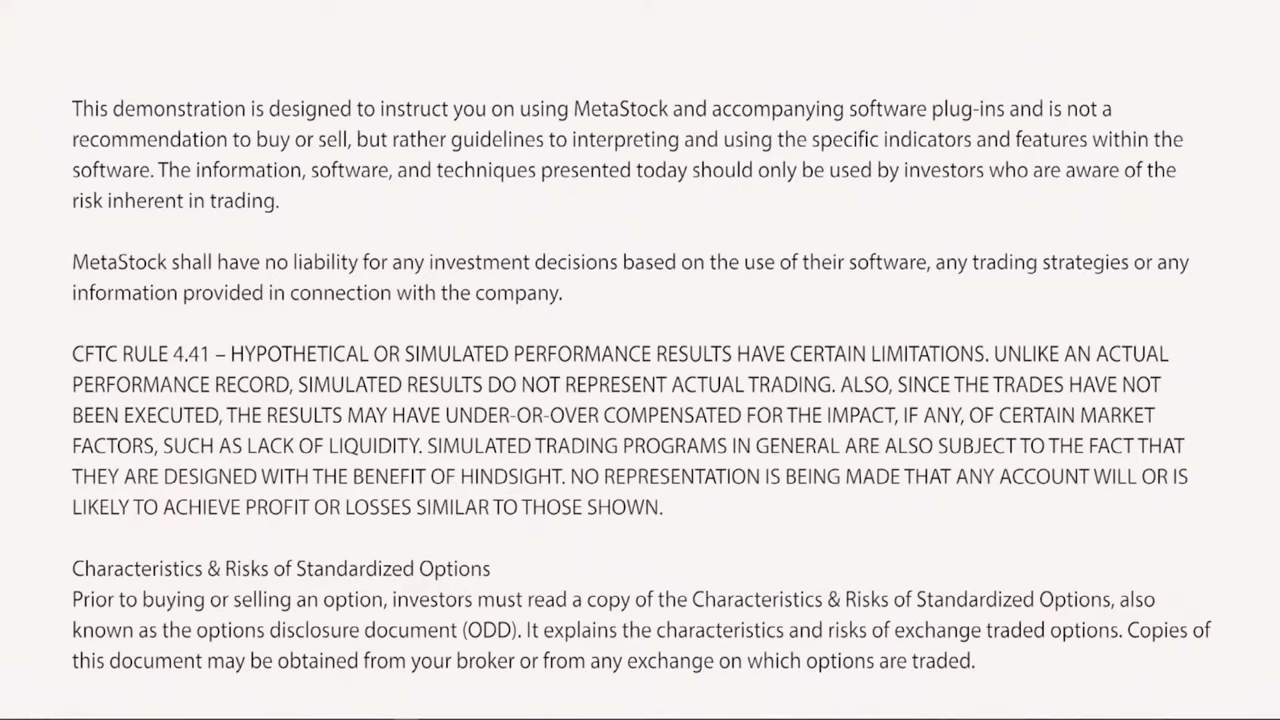 This demonstration is designed to instruct you on using MetaStock and accompanying software plug-ins and is not a
recommendation to buy or sell, but rather guidelines to interpreting and using the specific indicators and features within the
software. The information, software, and techniques presented today should only be used by investors who are aware of the
risk inherent in trading.
MetaStock shall have no liability for any investment decisions based on the use of their software, any trading strategies or any
information provided in connection with the company.
CFTC RULE 4.41 – HYPOTHETICAL OR SIMULATED PERFORMANCE RESULTS HAVE CERTAIN LIMITATIONS. UNLIKE AN ACTUAL
PERFORMANCE RECORD, SIMULATED RESULTS DO NOT REPRESENT ACTUAL TRADING. ALSO, SINCE THE TRADES HAVE NOT
BEEN EXECUTED, THE RESULTS MAY HAVE UNDER-OR-OVER COMPENSATED FOR THE IMPACT, IF ANY, OF CERTAIN MARKET
FACTORS, SUCH AS LACK OF LIQUIDITY. SIMULATED TRADING PROGRAMS IN GENERAL ARE ALSO SUBJECT TO THE FACT THAT
THEY ARE DESIGNED WITH THE BENEFIT OF HINDSIGHT. NO REPRESENTATION IS BEING MADE THAT ANY ACCOUNT WILL OR IS
LIKELY TO ACHIEVE PROFIT OR LOSSES SIMILAR TO THOSE SHOWN.
Characteristics & Risks of Standardized Options
Prior to buying or selling an option, investors must read a copy of the Characteristics & Risks of Standardized Options, also
known as the options disclosure document (ODD). It explains the characteristics and risks of exchange traded options. Copies of
this document may be obtained from your broker or from any exchange on which options are traded.